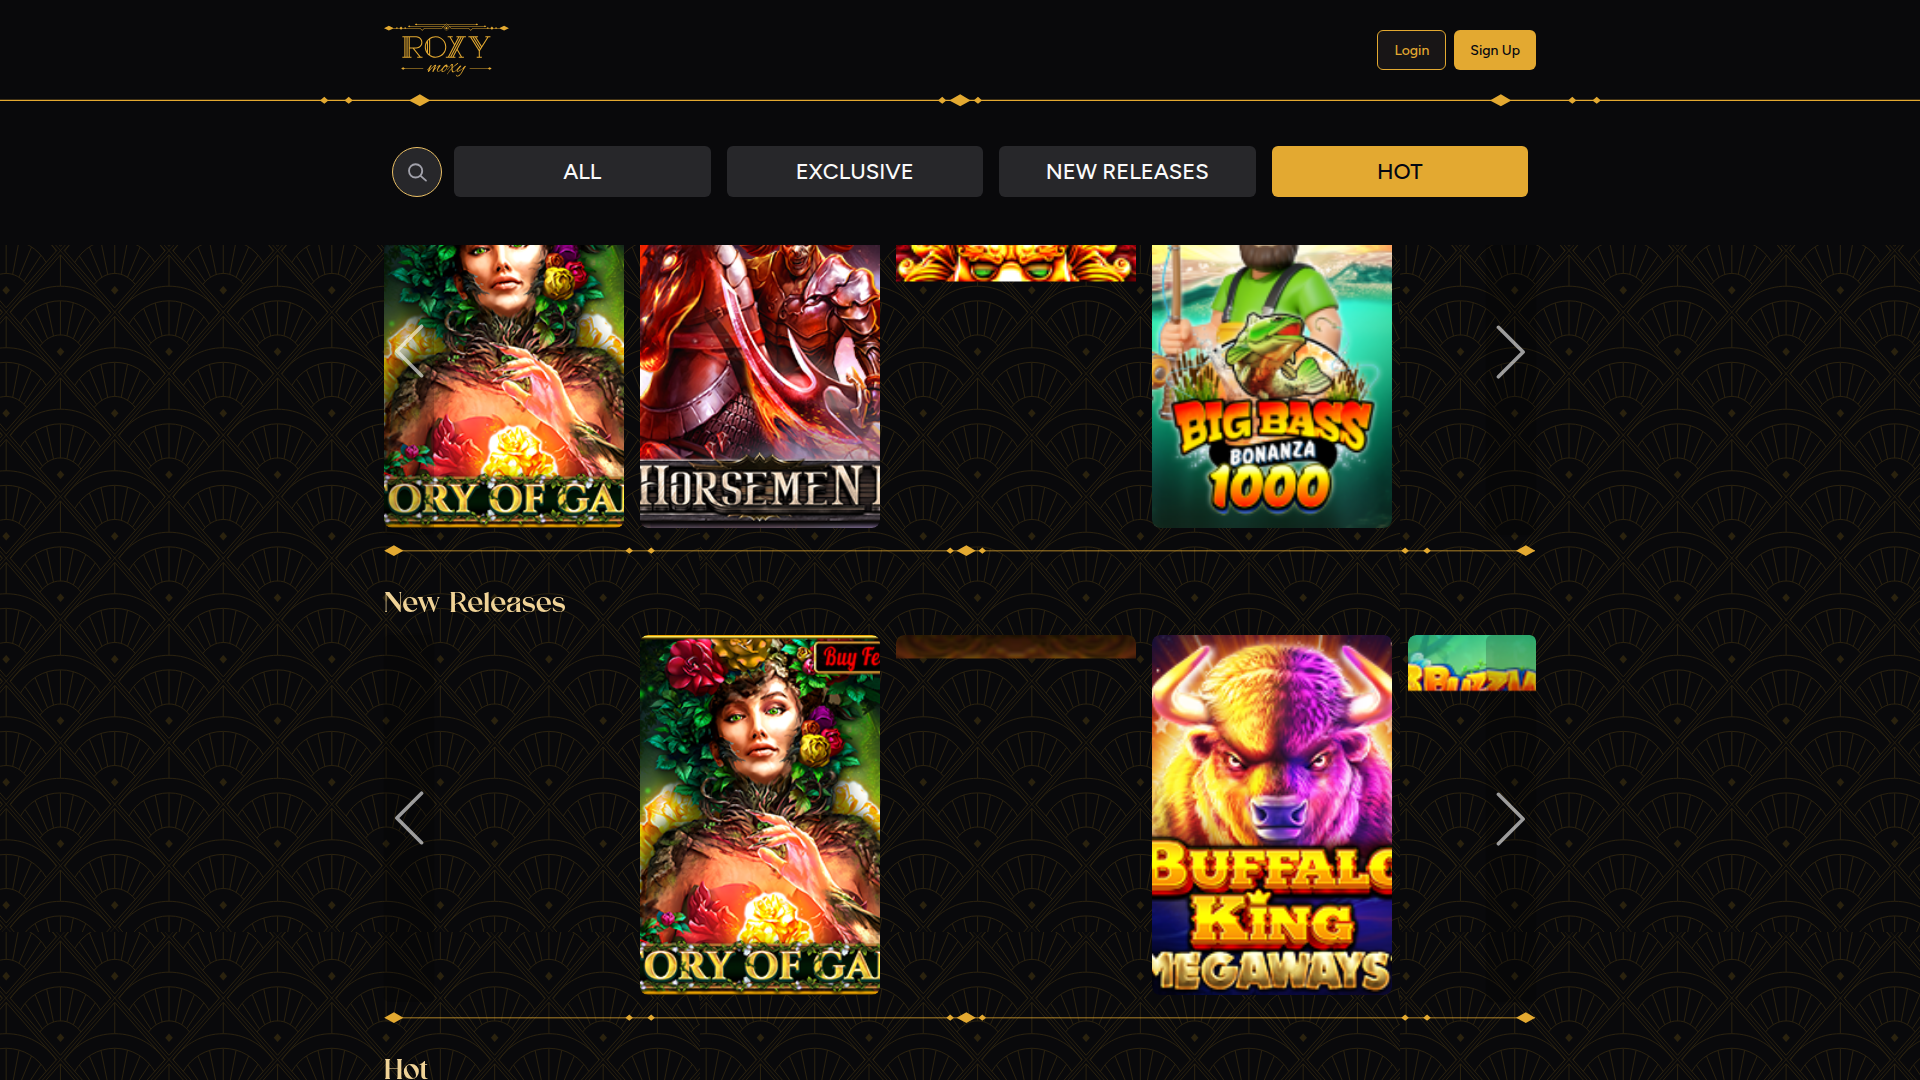 ROXY
moxy
Login
Sign Up
ALL
EXCLUSIVE
NEW RELEASES
HOT
ORY OF GA
HORSEMEN
BIG BASS
BONANZA
1000
New Releases
Buy Fe
BUFFALO
KING
MEGAWAYS
ORY OF GA
Hot